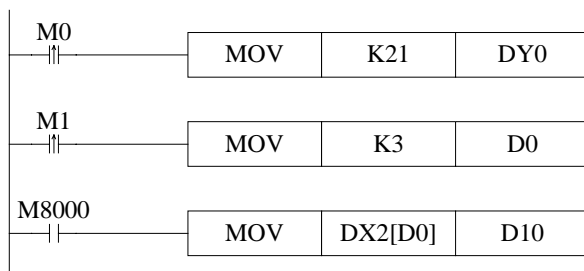 M0
MOV K21 DY0
M1
MOV K3 D0
M8000
MOV DX2[D0] D10